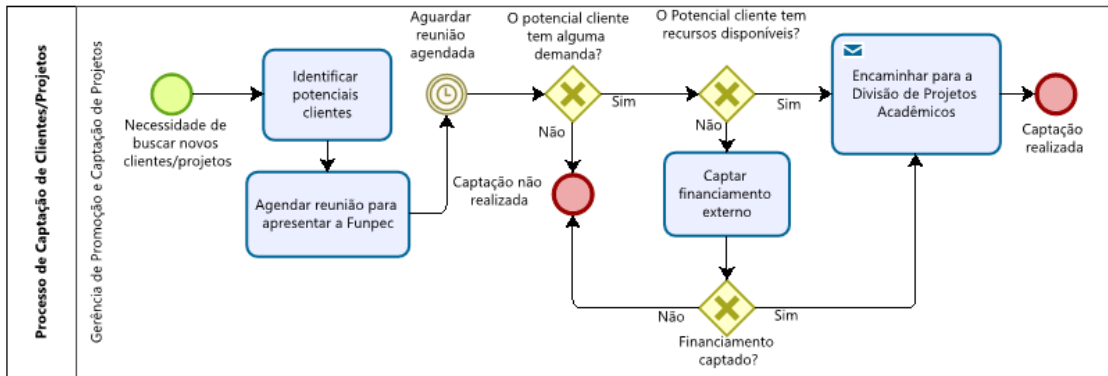 Processo de Captação de Clientes/Projetos
Gerência de Promoção e Captação de Projetos
Necessidade de
buscar novos
clientes/projetos
Identificar
potenciais
clientes
Agendar reunião para
apresentar a Funpec
Aguardar
reunião
agendada
O potencial cliente
tem alguma
demanda?
Sim
Não
Captação não
realizada
O Potencial cliente tem
recursos disponíveis?
Sim
Não
Captar
financiamento
externo
Não
Sim
Financiamento
captado?
Encaminhar para a
Divisão de Projetos
Acadêmicos
Captação
realizada